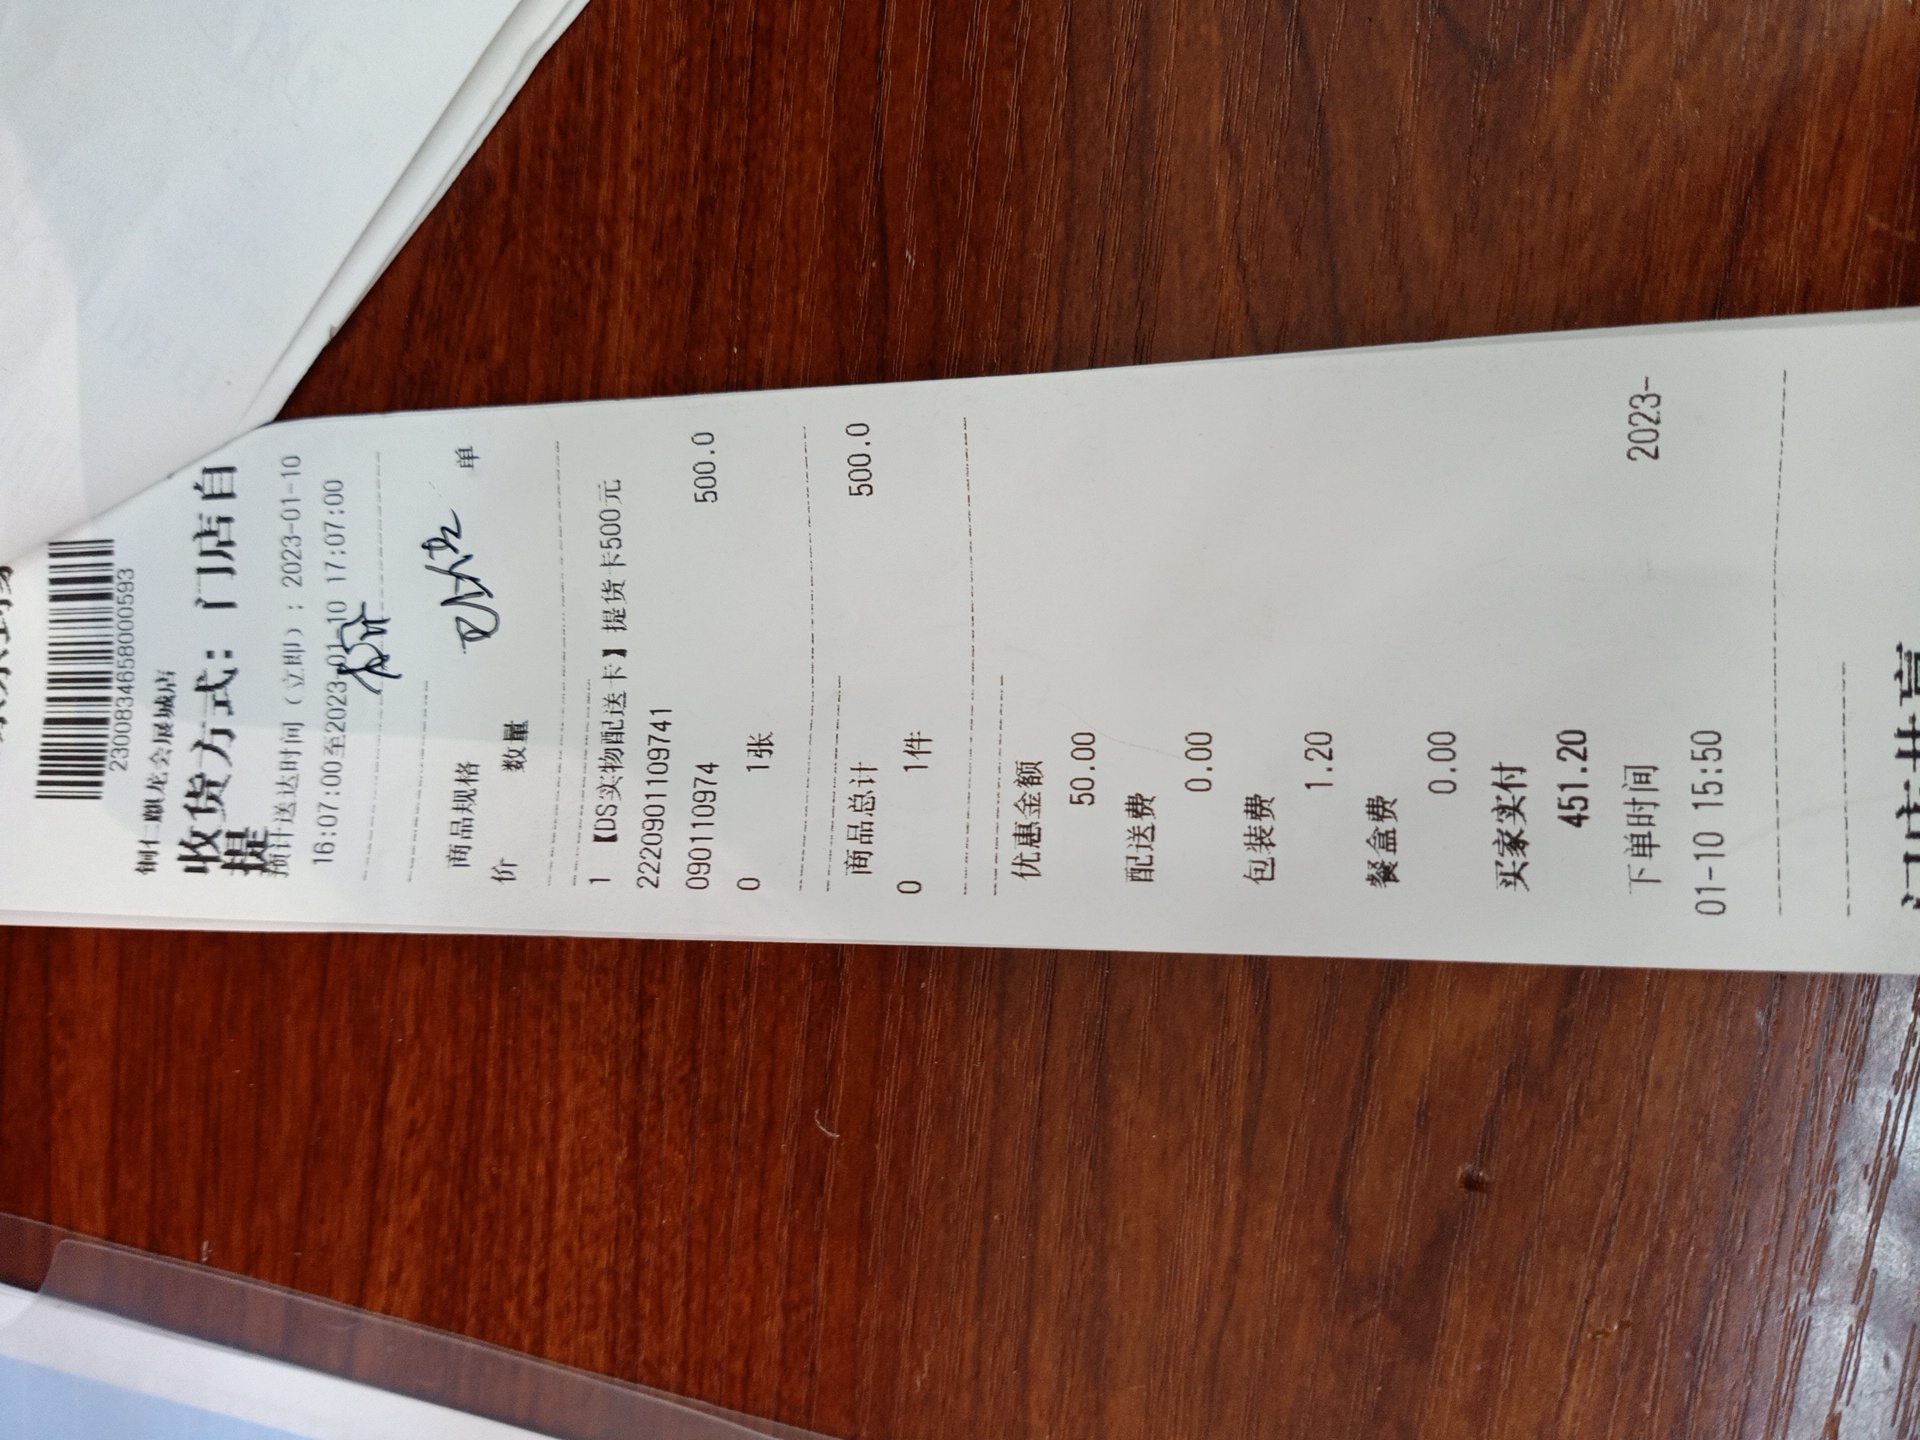 2300834658000593
铜仁麒龙会展城店
收货方式：门店自
提
预计送达时间（立即）：2023-01-10
16:07:00至2023-01-10 17:07:00
商品规格 单
价 数量
1 【DS实物配送卡】提货卡500元
2220901109741
0901110974 500.0
0 1张
商品总计 500.0
0 1件
优惠金额
50.00
配送费
0.00
包装费
1.20
餐盒费
0.00
买家实付
451.20
下单时间 2023-
01-10 15:50